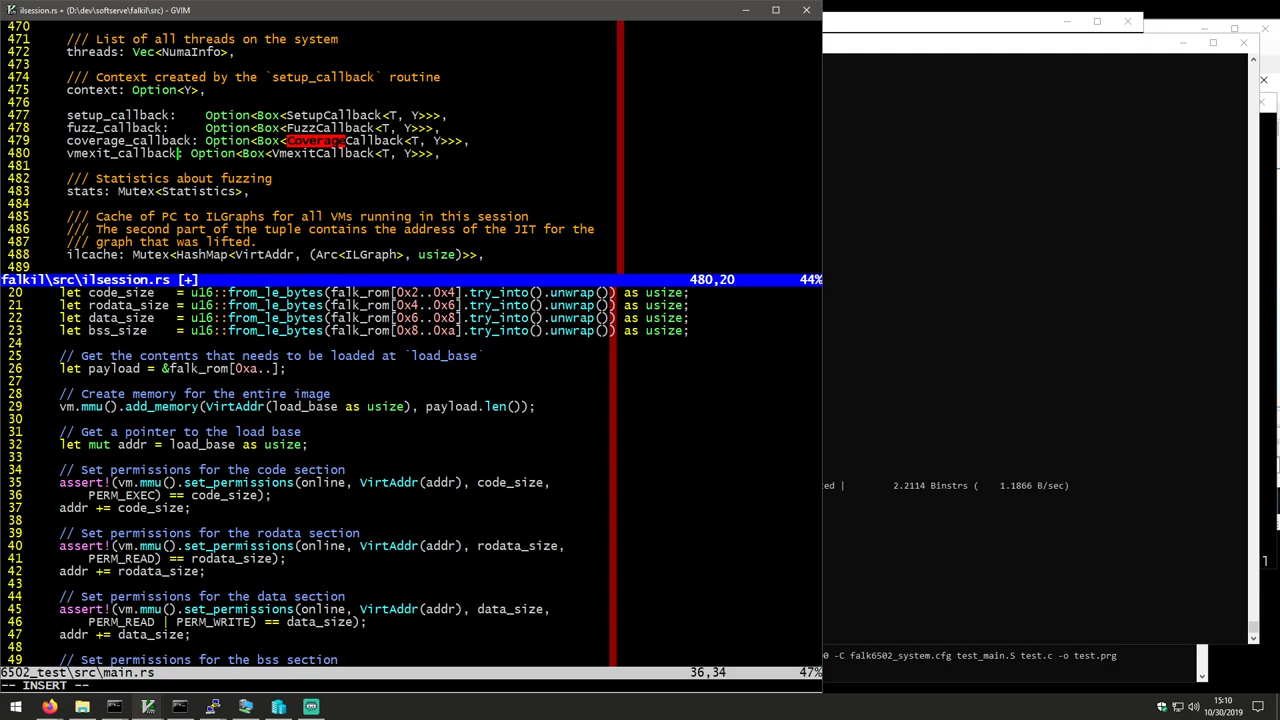 ilsession.rs + (D:\dev\softserve\falkil\src) - GVIM
470
471     /// List of all threads on the system
472     threads: Vec<NumaInfo>,
473
474     /// Context created by the `setup_callback` routine
475     context: Option<Y>,
476
477     setup_callback:    Option<Box<SetupCallback<T, Y>>>,
478     fuzz_callback:     Option<Box<FuzzCallback<T, Y>>>,
479     coverage_callback: Option<Box<CoverageCallback<T, Y>>>,
480     vmexit_callback: Option<Box<VmexitCallback<T, Y>>>,
481
482     /// Statistics about fuzzing
483     stats: Mutex<Statistics>,
484
485     /// Cache of PC to ILGraphs for all VMs running in this session
486     /// The second part of the tuple contains the address of the JIT for the
487     /// graph that was lifted.
488     ilcache: Mutex<HashMap<VirtAddr, (Arc<ILGraph>, usize)>>,
489
falkil\src\ilsession.rs [+] 480,20 44%
20     let code_size   = u16::from_le_bytes(falk_rom[0x2..0x4].try_into().unwrap()) as usize;
21     let rodata_size = u16::from_le_bytes(falk_rom[0x4..0x6].try_into().unwrap()) as usize;
22     let data_size   = u16::from_le_bytes(falk_rom[0x6..0x8].try_into().unwrap()) as usize;
23     let bss_size    = u16::from_le_bytes(falk_rom[0x8..0xa].try_into().unwrap()) as usize;
24
25     // Get the contents that needs to be loaded at `load_base`
26     let payload = &falk_rom[0xa..];
27
28     // Create memory for the entire image
29     vm.mmu().add_memory(VirtAddr(load_base as usize), payload.len());
30
31     // Get a pointer to the load base
32     let mut addr = load_base as usize;
33
34     // Set permissions for the code section
35     assert!(vm.mmu().set_permissions(online, VirtAddr(addr), code_size,
36         PERM_EXEC) == code_size);
37     addr += code_size;
38
39     // Set permissions for the rodata section
40     assert!(vm.mmu().set_permissions(online, VirtAddr(addr), rodata_size,
41         PERM_READ) == rodata_size);
42     addr += rodata_size;
43
44     // Set permissions for the data section
45     assert!(vm.mmu().set_permissions(online, VirtAddr(addr), data_size,
46         PERM_READ | PERM_WRITE) == data_size);
47     addr += data_size;
48
49     // Set permissions for the bss section
6502_test\src\main.rs 36,34 47%
-- INSERT --
ted |          2.2114 Binstrs (    1.1866 B/sec)
00 -C falk6502_system.cfg test_main.S test.c -o test.prg
15:10
10/30/2019